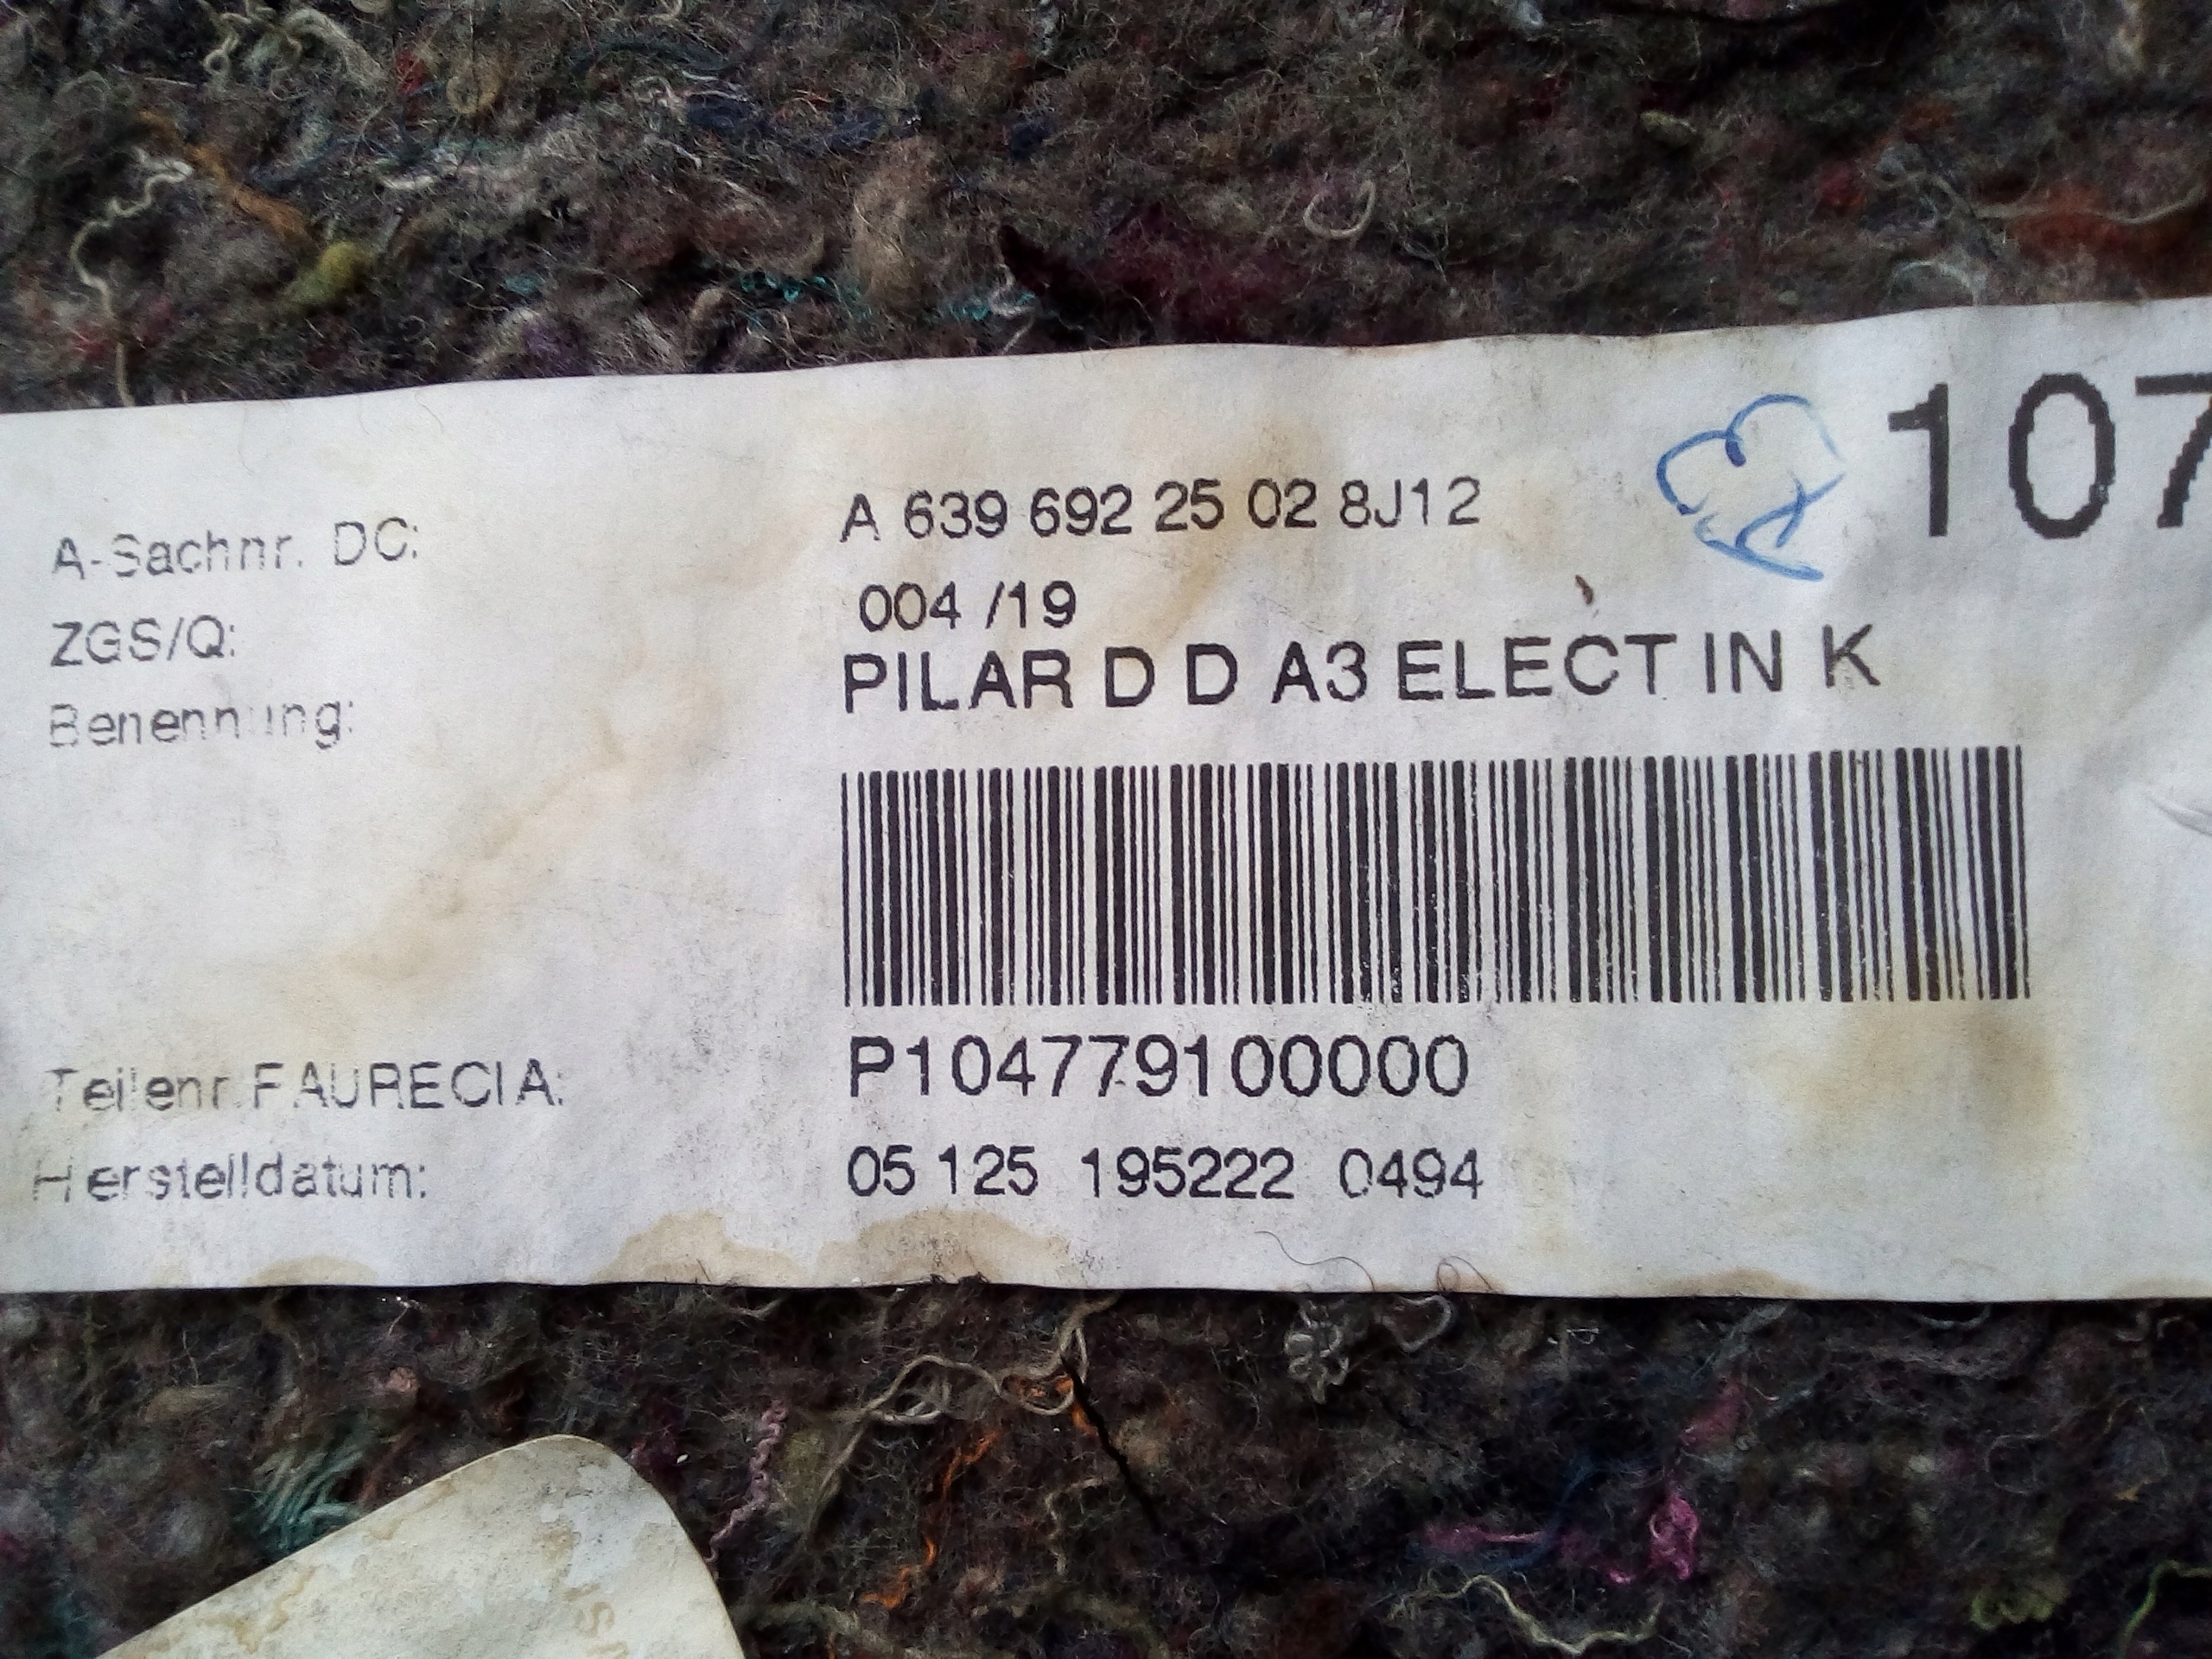 107
A-Sachnr. DC: A 639 692 25 02 8J12
ZGS/Q: 004 /19
Benennung: PILAR D D A3 ELECT IN K
Teilenr.FAURECIA: P104779100000
Herstelldatum: 05 125 195222 0494